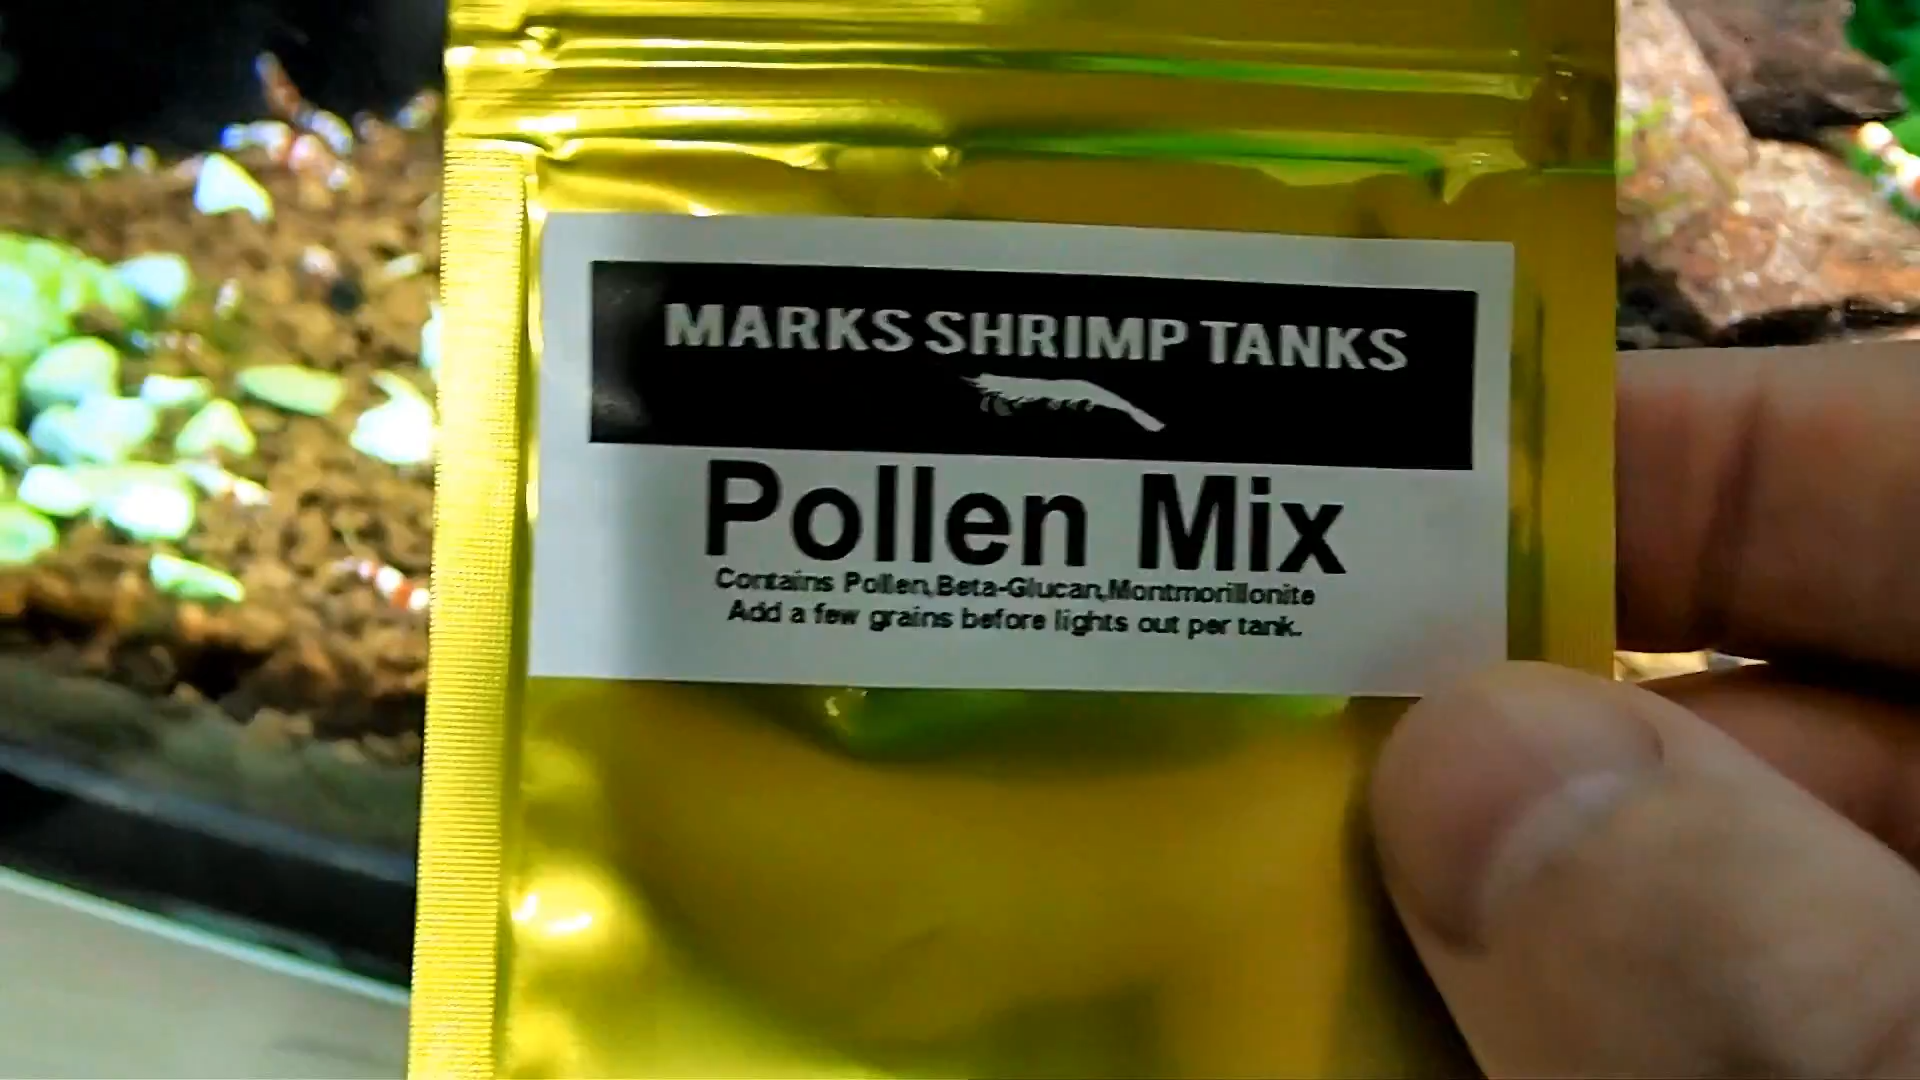 MARKS SHRIMP TANKS
Pollen Mix
Contains Pollen,Beta-Glucan,Montmorillonite
Add a few grains before lights out per tank.